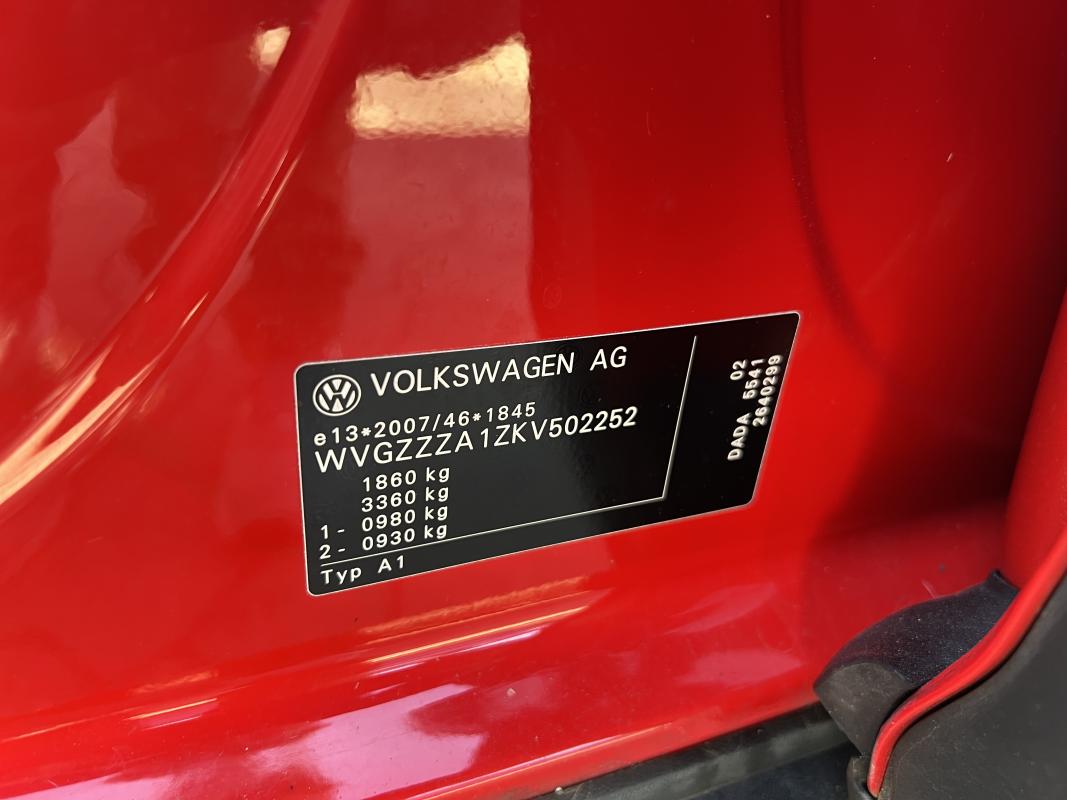 VOLKSWAGEN AG
e13*2007/46*1845
WVGZZZA1ZKV502252
1860 kg
3360 kg
1- 0980 kg
2- 0930 kg
Typ A1
DADA 02
5541
2640299